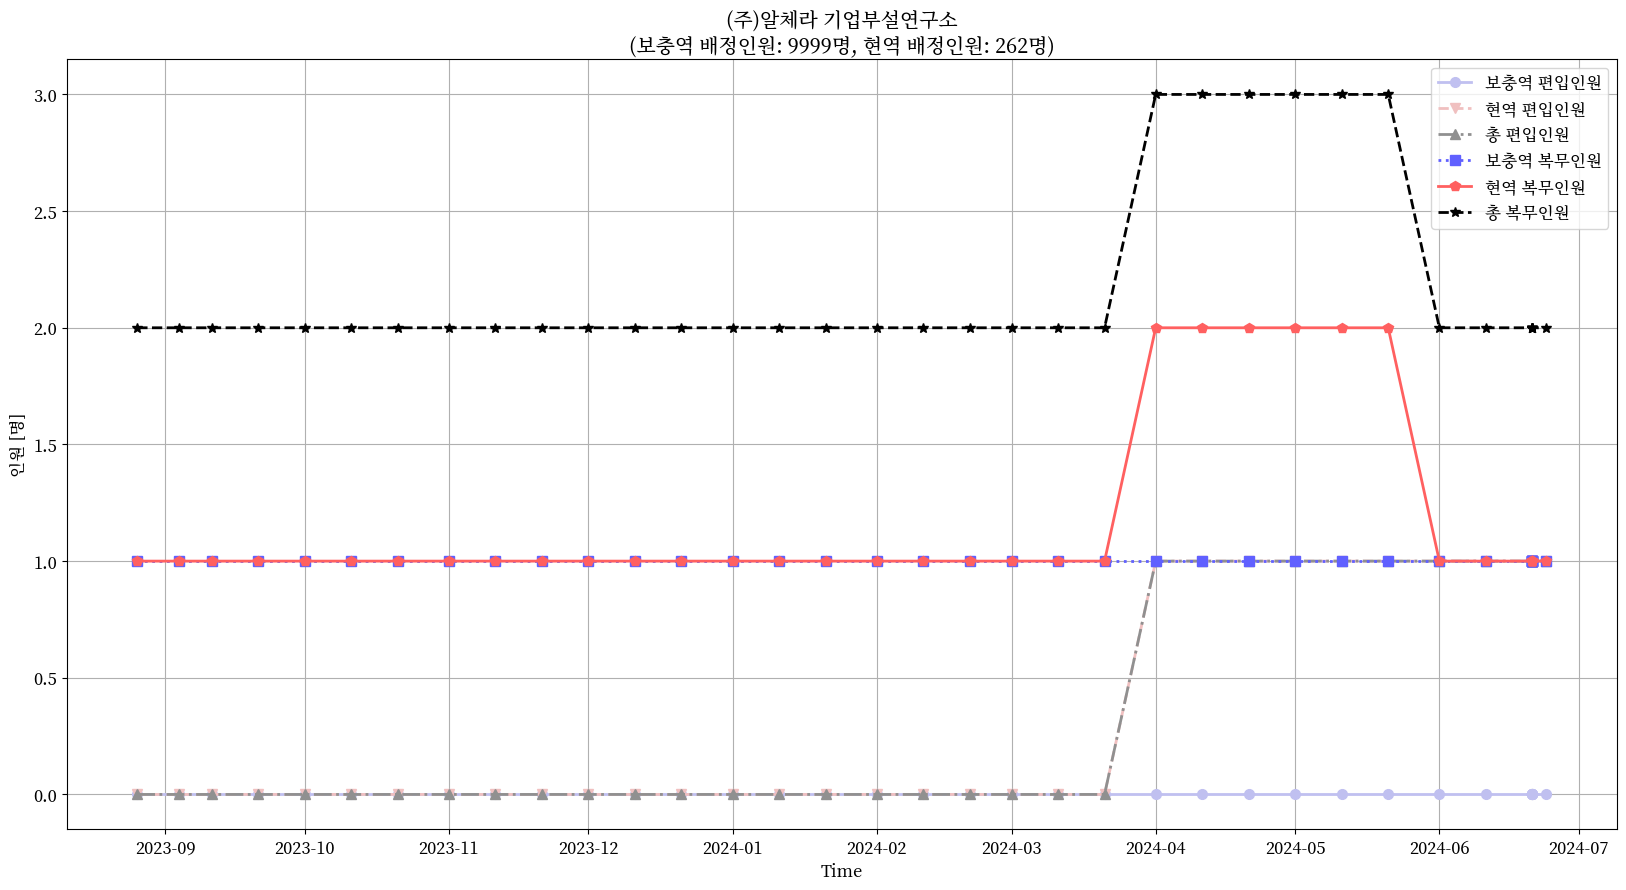 (주)알체라 기업부설연구소
(보충역 배정인원: 9999명, 현역 배정인원: 262명)
보충역 편입인원
현역 편입인원
총 편입인원
보충역 복무인원
현역 복무인원
총 복무인원
인원 [명]
3.0
2.5
2.0
1.5
1.0
0.5
0.0
2023-09 2023-10 2023-11 2023-12 2024-01 2024-02 2024-03 2024-04 2024-05 2024-06 2024-07
Time